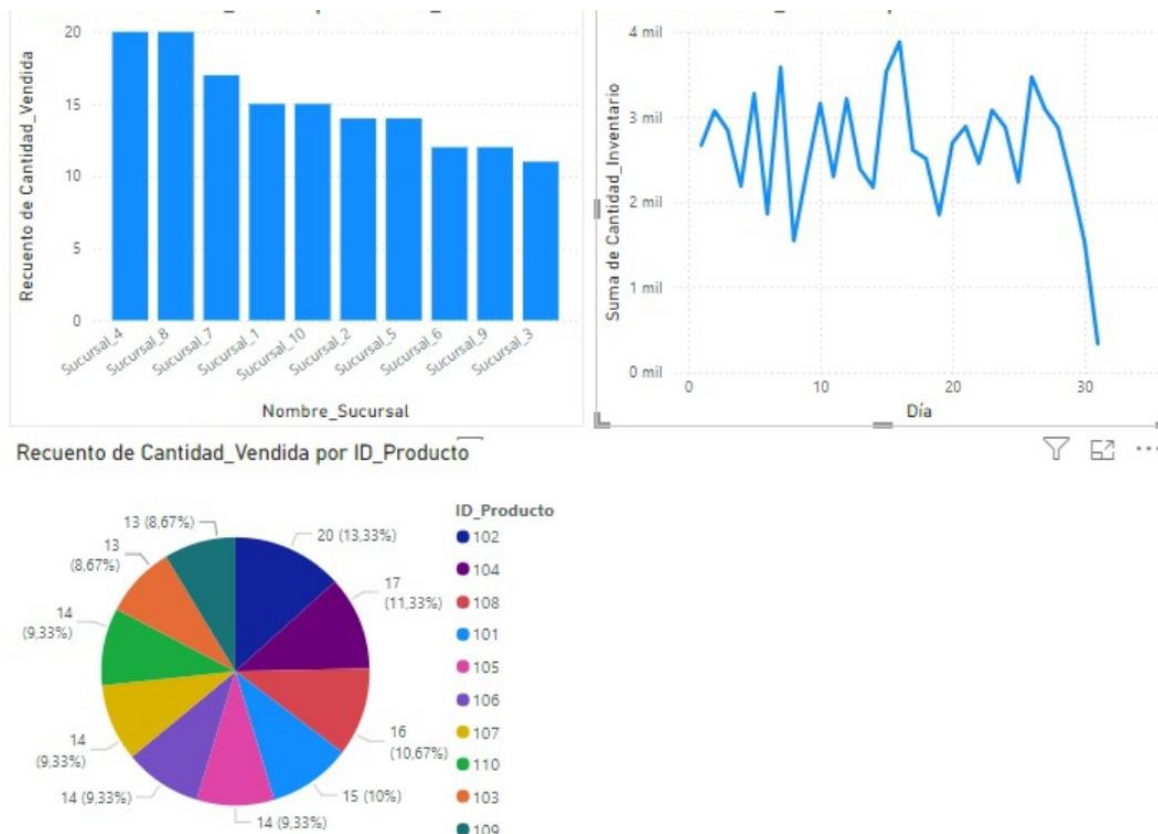 20
15
10
5
0
Recuento de Cantidad_Vendida
Sucursal_4
Sucursal_8
Sucursal_7
Sucursal_1
Sucursal_10
Sucursal_2
Sucursal_5
Sucursal_6
Sucursal_9
Sucursal_3
Nombre_Sucursal
4 mil
3 mil
2 mil
1 mil
0 mil
Suma de Cantidad_Inventario
0
10
20
30
Día
Recuento de Cantidad_Vendida por ID_Producto
20 (13,33%)
17
(11,33%)
16
(10,67%)
15 (10%)
14 (9,33%)
14 (9,33%)
14
(9,33%)
14
(9,33%)
13
(8,67%)
13 (8,67%)
ID_Producto
102
104
108
101
105
106
107
110
103
109